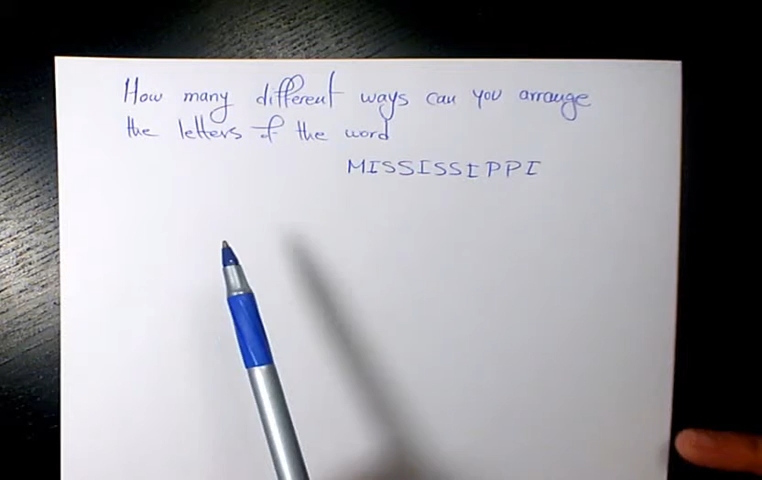 How many different ways can you arrange
the letters of the word
MISSISSIPPI